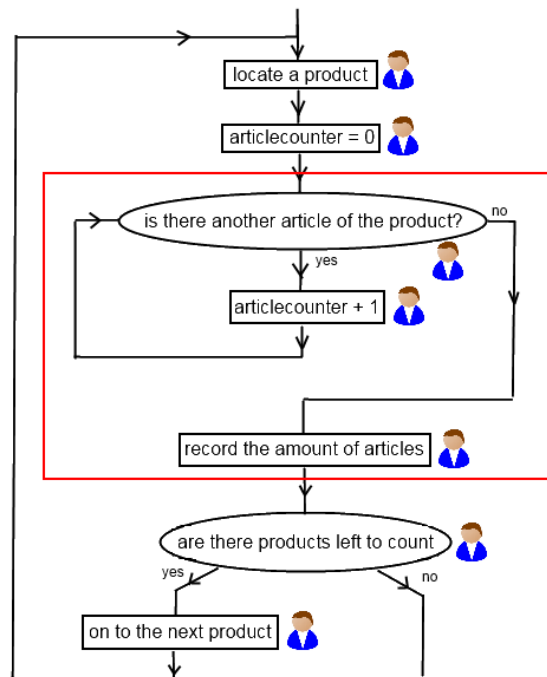 locate a product
articlecounter = 0
is there another article of the product?
no
yes
articlecounter + 1
record the amount of articles
are there products left to count
yes
no
on to the next product